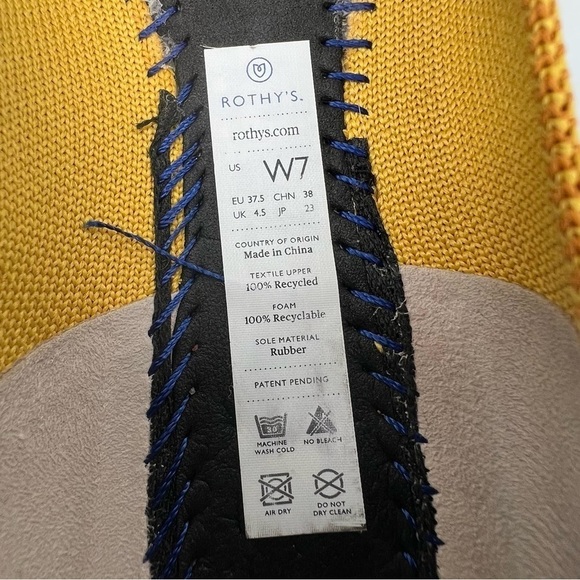 ROTHY'S.
rothys.com
US W7
EU 37.5 CHN 38
UK 4.5 JP 23
COUNTRY OF ORIGIN
Made in China
TEXTILE UPPER
100% Recycled
FOAM
100% Recyclable
SOLE MATERIAL
Rubber
PATENT PENDING
30
MACHINE WASH COLD
NO BLEACH
AIR DRY
DO NOT DRY CLEAN